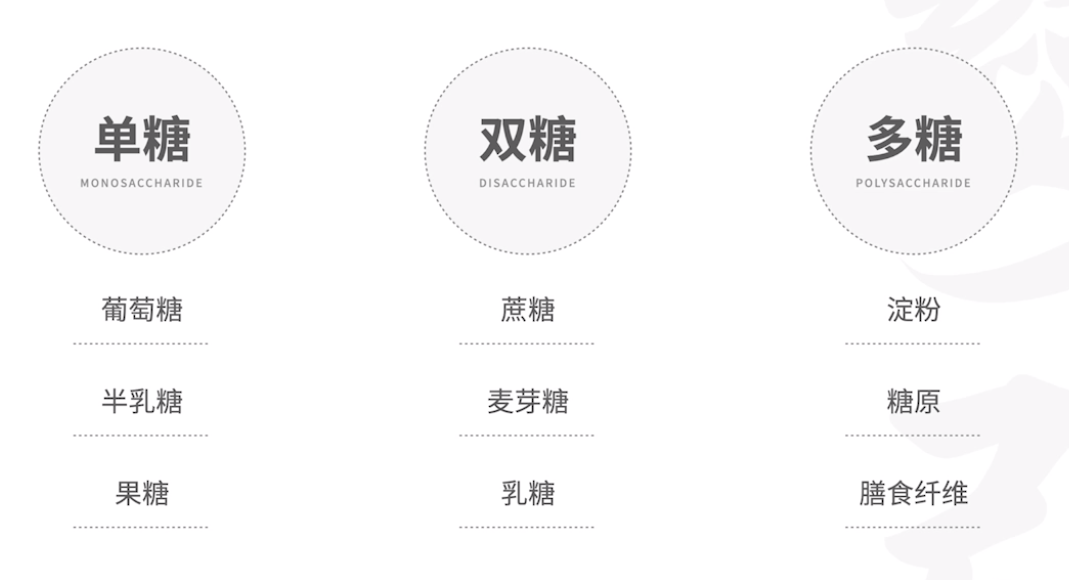 单糖
MONOSACCHARIDE
葡萄糖
半乳糖
果糖
双糖
DISACCHARIDE
蔗糖
麦芽糖
乳糖
多糖
POLYSACCHARIDE
淀粉
糖原
膳食纤维